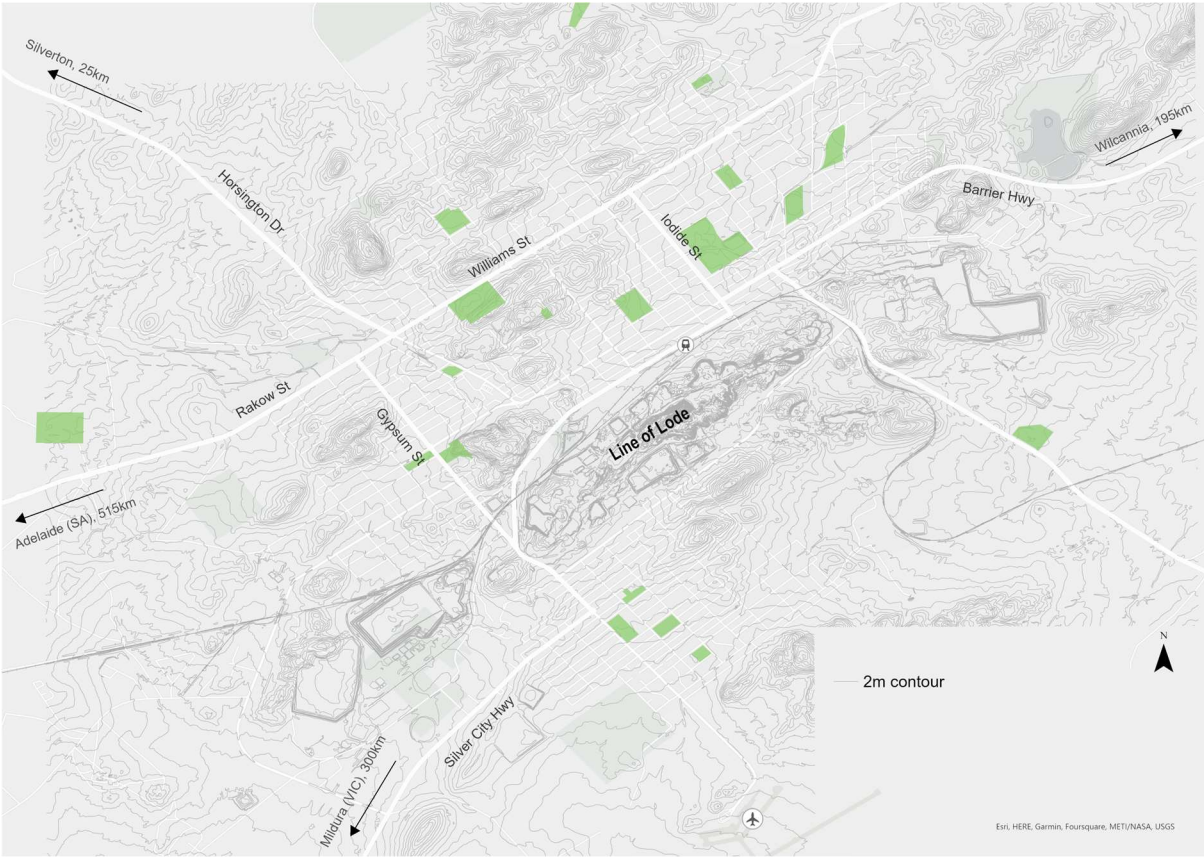 Silverton, 25km
Wilcannia, 195km
Horsington Dr
Barrier Hwy
Iodide St
Williams St
Rakow St
Gypsum St
Line of Lode
Adelaide (SA), 515km
N
2m contour
Silver City Hwy
Mildura (VIC), 300km
Esri, HERE, Garmin, Foursquare, METI/NASA, USGS